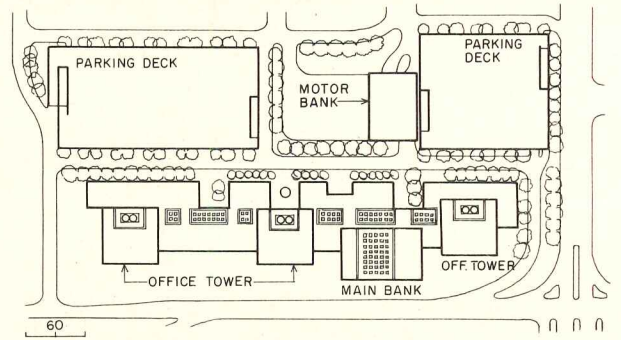 PARKING DECK
PARKING
DECK
MOTOR
BANK
OFFICE TOWER
MAIN BANK
OFF. TOWER
60